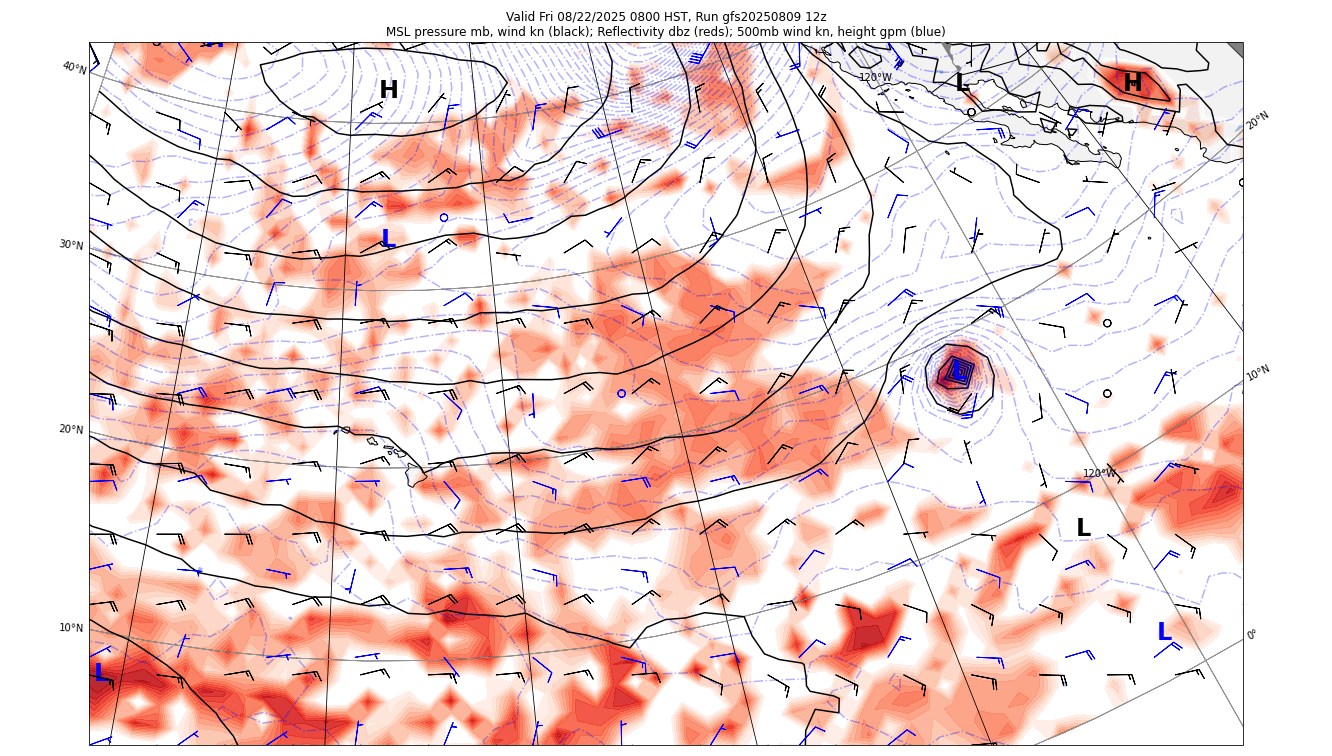 Valid Fri 08/22/2025 0800 HST, Run gfs20250809 12z
MSL pressure mb, wind kn (black); Reflectivity dbz (reds); 500mb wind kn, height gpm (blue)
40°N
H
120°W
L
H
20°N
30°N
L
10°N
20°N
120°W
L
10°N
L
0°
L